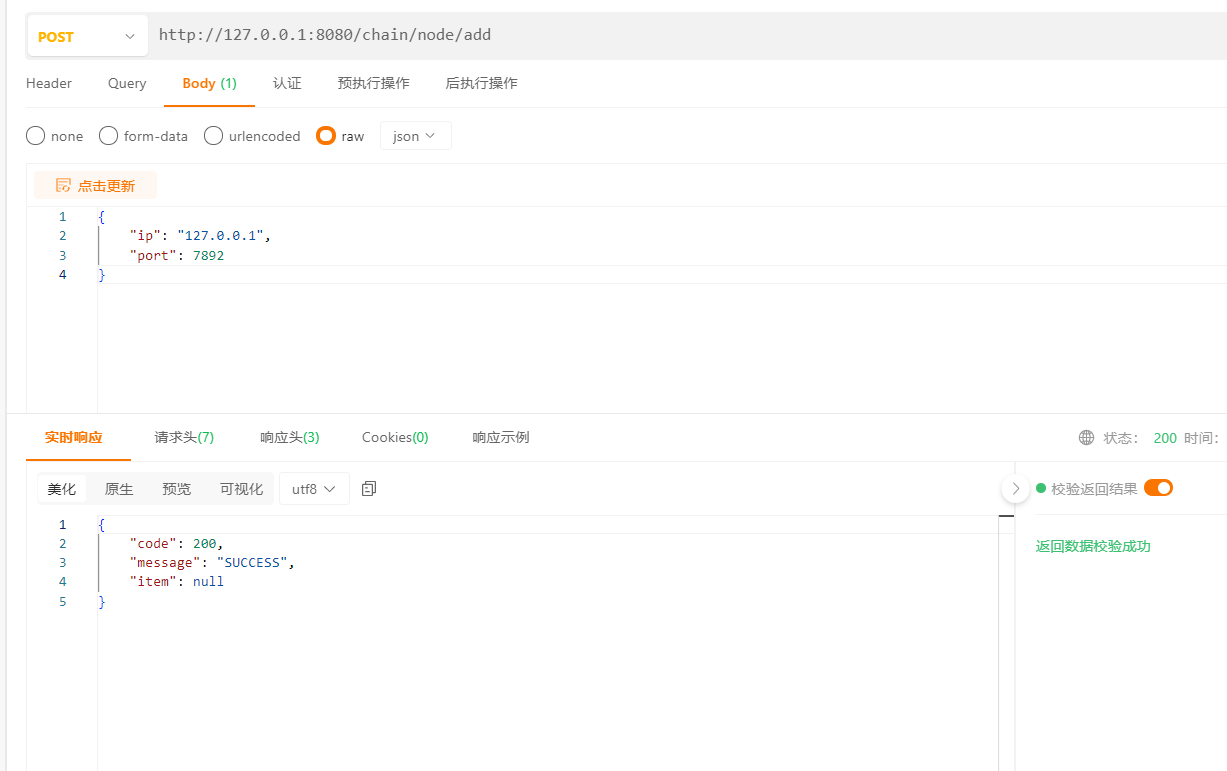 POST http://127.0.0.1:8080/chain/node/add
Header Query Body (1) 认证 预执行操作 后执行操作
none form-data urlencoded raw json
点击更新
1 {
2 "ip": "127.0.0.1",
3 "port": 7892
4 }
实时响应 请求头(7) 响应头(3) Cookies(0) 响应示例 状态: 200 时间:
美化 原生 预览 可视化 utf8 校验返回结果
1 {
2 "code": 200,
3 "message": "SUCCESS",
4 "item": null
5 }
返回数据校验成功